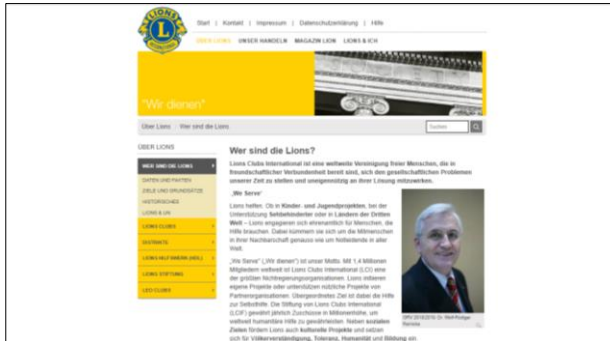 LIONS
L
INTERNATIONAL
Start | Kontakt | Impressum | Datenschutzerklärung | Hilfe
ÜBER LIONS UNSER HANDELN MAGAZIN LION LIONS & ICH
"Wir dienen"
Über Lions Wer sind die Lions
Suchen
ÜBER LIONS
WER SIND DIE LIONS
DATEN UND FAKTEN
ZIELE UND GRUNDSÄTZE
HISTORISCHES
LIONS & UN
LIONS CLUBS
DISTRIKTE
LIONS HILFSWERK (HDL)
LIONS STIFTUNG
LEO-CLUBS
Wer sind die Lions?
Lions Clubs International ist eine weltweite Vereinigung freier Menschen, die in
freundschaftlicher Verbundenheit bereit sind, sich den gesellschaftlichen Problemen
unserer Zeit zu stellen und uneigennützig an ihrer Lösung mitzuwirken.
„We Serve“
Lions helfen. Ob in Kinder- und Jugendprojekten, bei der
Unterstützung Sehbehinderter oder in Ländern der Dritten
Welt – Lions engagieren sich ehrenamtlich für Menschen, die
Hilfe brauchen. Dabei kümmern sie sich um die Mitmenschen
in ihrer Nachbarschaft genauso wie um Notleidende in aller
Welt.
„We Serve“ („Wir dienen“) ist unser Motto. Mit 1,4 Millionen
Mitgliedern weltweit ist Lions Clubs International (LCI) eine
der größten Nichtregierungsorganisationen. Lions initiieren
eigene Projekte oder unterstützen nützliche Projekte von
Partnerorganisationen. Übergeordnetes Ziel ist dabei die Hilfe
zur Selbsthilfe. Die Stiftung von Lions Clubs International
(LCIF) gewährt jährlich Zuschüsse in Millionenhöhe, um
weltweit humanitäre Hilfe zu gewährleisten. Neben sozialen
Zielen fördern Lions auch kulturelle Projekte und setzen
sich für Völkerverständigung, Toleranz, Humanität und Bildung ein
Dr. Wolf-Rüdiger